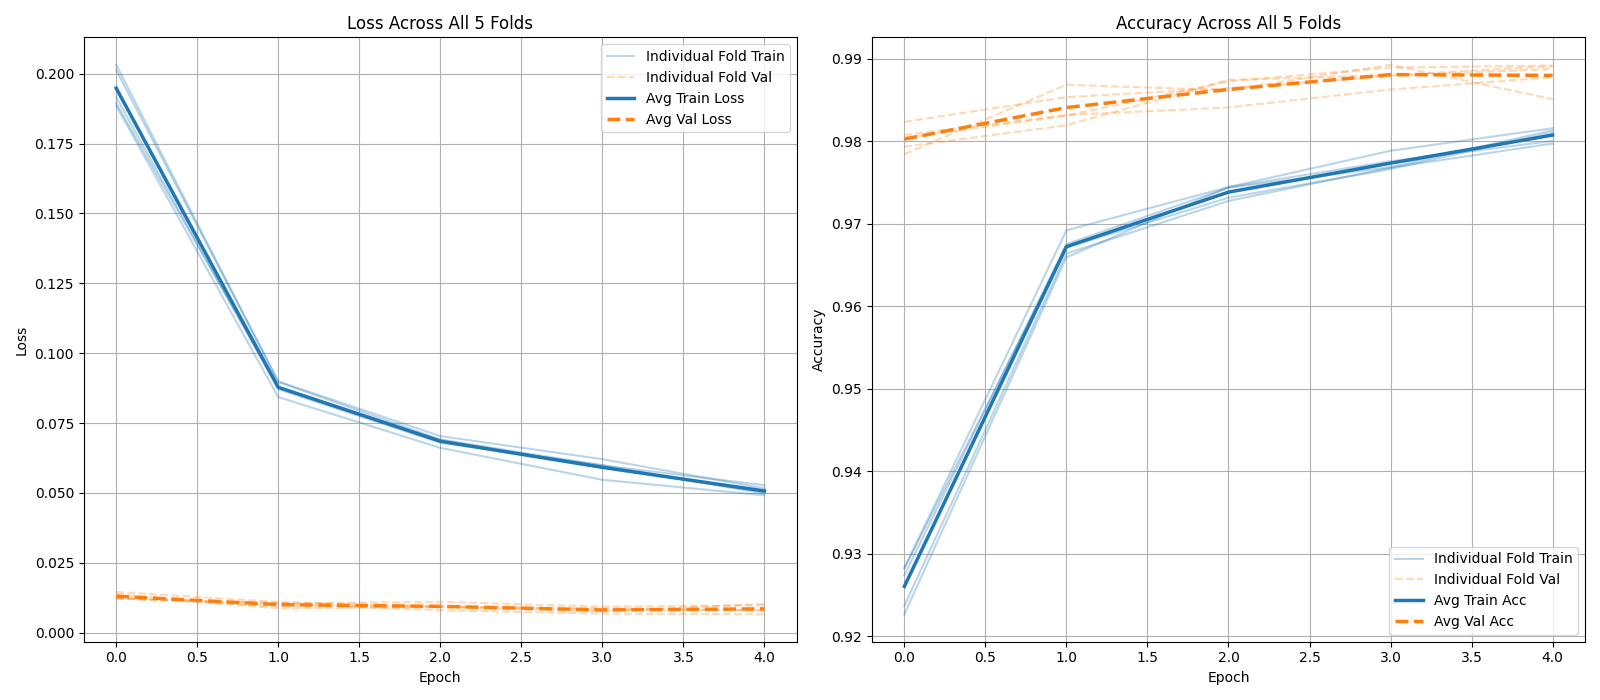 Loss Across All 5 Folds
Loss
0.200
0.175
0.150
0.125
0.100
0.075
0.050
0.025
0.000
0.0 0.5 1.0 1.5 2.0 2.5 3.0 3.5 4.0
Epoch
Individual Fold Train
Individual Fold Val
Avg Train Loss
Avg Val Loss
Accuracy Across All 5 Folds
Accuracy
0.99
0.98
0.97
0.96
0.95
0.94
0.93
0.92
0.0 0.5 1.0 1.5 2.0 2.5 3.0 3.5 4.0
Epoch
Individual Fold Train
Individual Fold Val
Avg Train Acc
Avg Val Acc